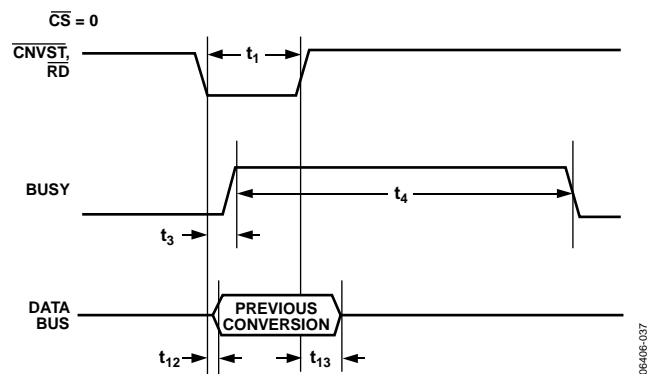 CS = 0
CNVST,
RD
t1
BUSY
t4
t3
DATA
BUS
PREVIOUS
CONVERSION
t12
t13
06406-037